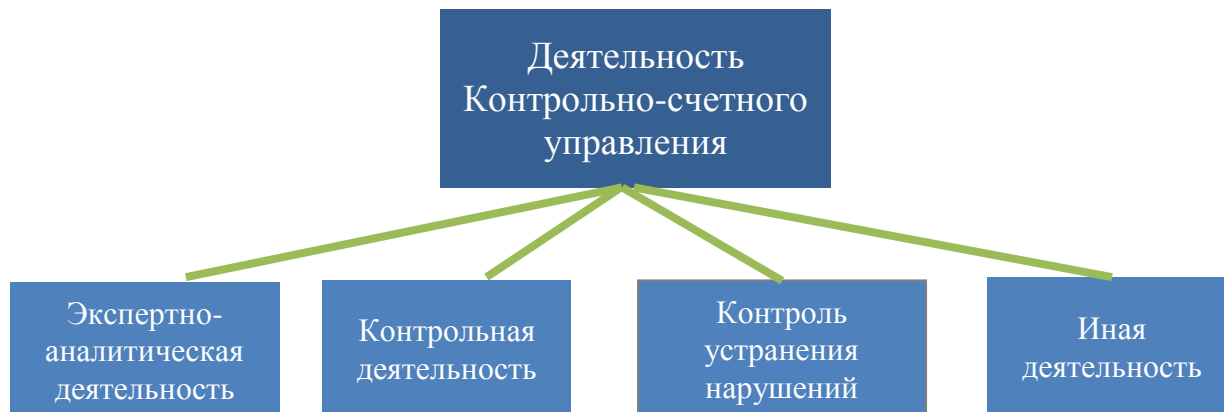 Деятельность
Контрольно-счетного
управления
Экспертно-
аналитическая
деятельность
Контрольная
деятельность
Контроль
устранения
нарушений
Иная
деятельность